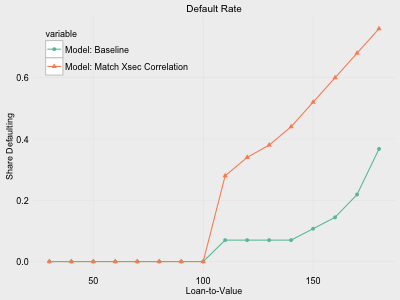 Default Rate
variable
Model: Baseline
Model: Match Xsec Correlation
Share Defaulting
0.6
0.4
0.2
0.0
50 100 150
Loan-to-Value